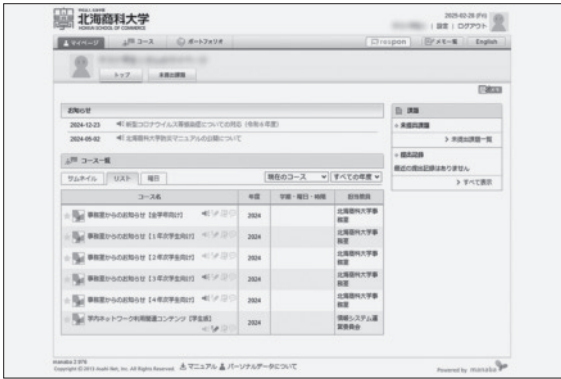 北海商科大学
HOKKAI SCHOOL OF COMMERCE
2025-02-28 (Fri)
| 設定 | ログアウト
マイページ
コース
ポートフォリオ
respon
メモ一覧
English
トップ
未提出課題
お知らせ
2024-12-23 新型コロナウイルス等感染症についての対応（令和6年度）
2024-09-02 北海商科大学防災マニュアルの公開について
コース一覧
サムネイル
リスト
曜日
現在のコース
すべての年度
コース名 年度 学期・曜日・時限 担当教員
事務室からのお知らせ【全学年向け】 2024 北海商科大学事務室
事務室からのお知らせ【1年次学生向け】 2024 北海商科大学事務室
事務室からのお知らせ【2年次学生向け】 2024 北海商科大学事務室
事務室からのお知らせ【3年次学生向け】 2024 北海商科大学事務室
事務室からのお知らせ【4年次学生向け】 2024 北海商科大学事務室
学内ネットワーク利用関連コンテンツ【学生版】 2024 情報システム運営委員会
課題
未提出課題
未提出課題一覧
提出記録
最近の提出記録はありません
すべて表示
manaba 2.976
Copyright (C) 2013 Asahi Net, Inc. All Rights Reserved.
マニュアル
パーソナルデータについて
Powered by manaba